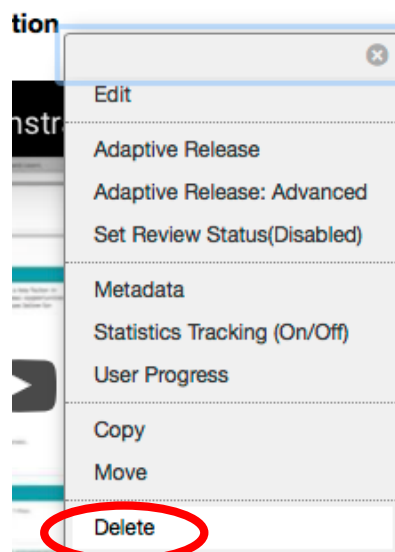 tion
Edit
nstr
Adaptive Release
Adaptive Release: Advanced
Set Review Status(Disabled)
Metadata
Statistics Tracking (On/Off)
User Progress
Copy
Move
Delete